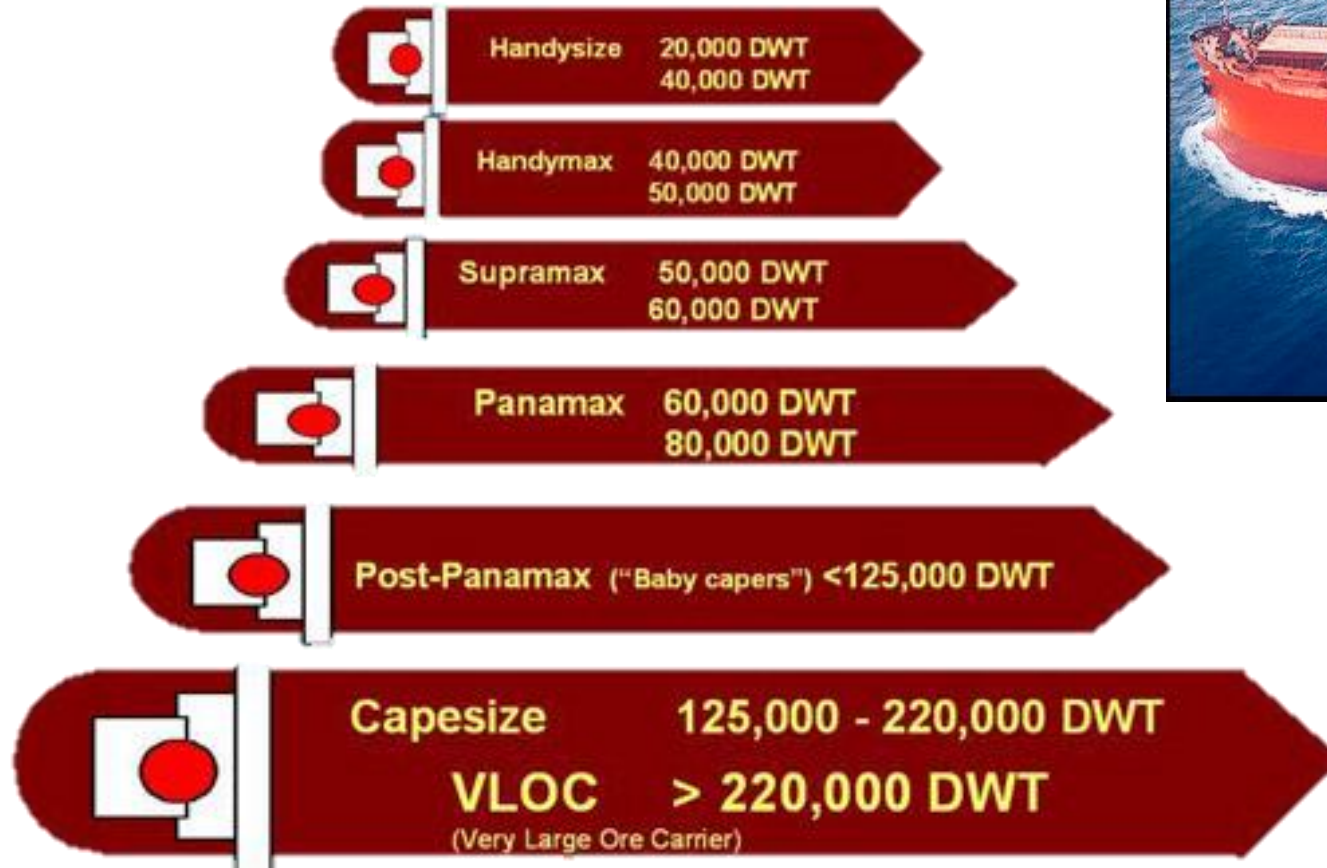 Handysize 20,000 DWT
40,000 DWT
Handymax 40,000 DWT
50,000 DWT
Supramax 50,000 DWT
60,000 DWT
Panamax 60,000 DWT
80,000 DWT
Post-Panamax (“Baby capers”) <125,000 DWT
Capesize 125,000 - 220,000 DWT
VLOC > 220,000 DWT
(Very Large Ore Carrier)